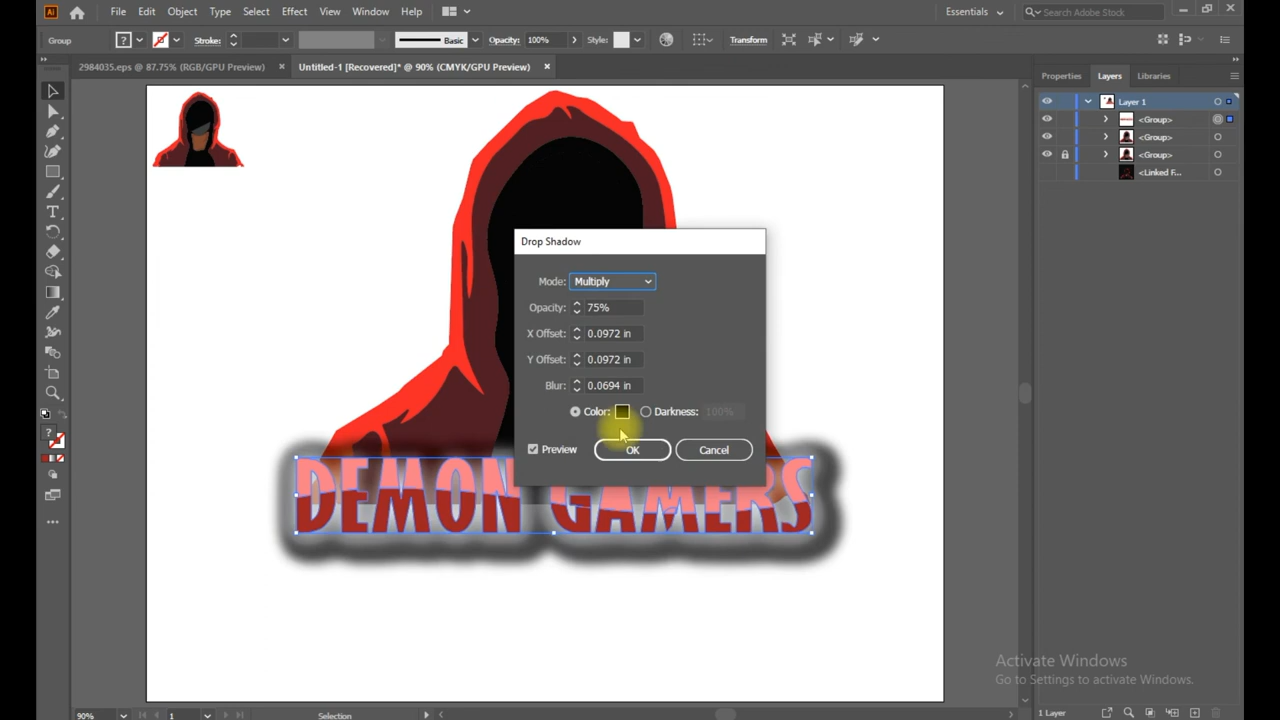 Ai File Edit Object Type Select Effect View Window Help Essentials Search Adobe Stock
Group ? Stroke: Basic Opacity: 100% Style: Transform
2984035.eps @ 87.75% (RGB/GPU Preview) × Untitled-1 [Recovered]* @ 90% (CMYK/GPU Preview) ×
Properties Layers Libraries
Layer 1
<Group>
<Group>
<Group>
<Linked F...
Drop Shadow
Mode: Multiply
Opacity: 75%
X Offset: 0.0972 in
Y Offset: 0.0972 in
Blur: 0.0694 in
Color: Darkness: 100%
Preview OK Cancel
DEMON GAMERS
Activate Windows
Go to Settings to activate Windows.
90% 1 Selection 1 Layer